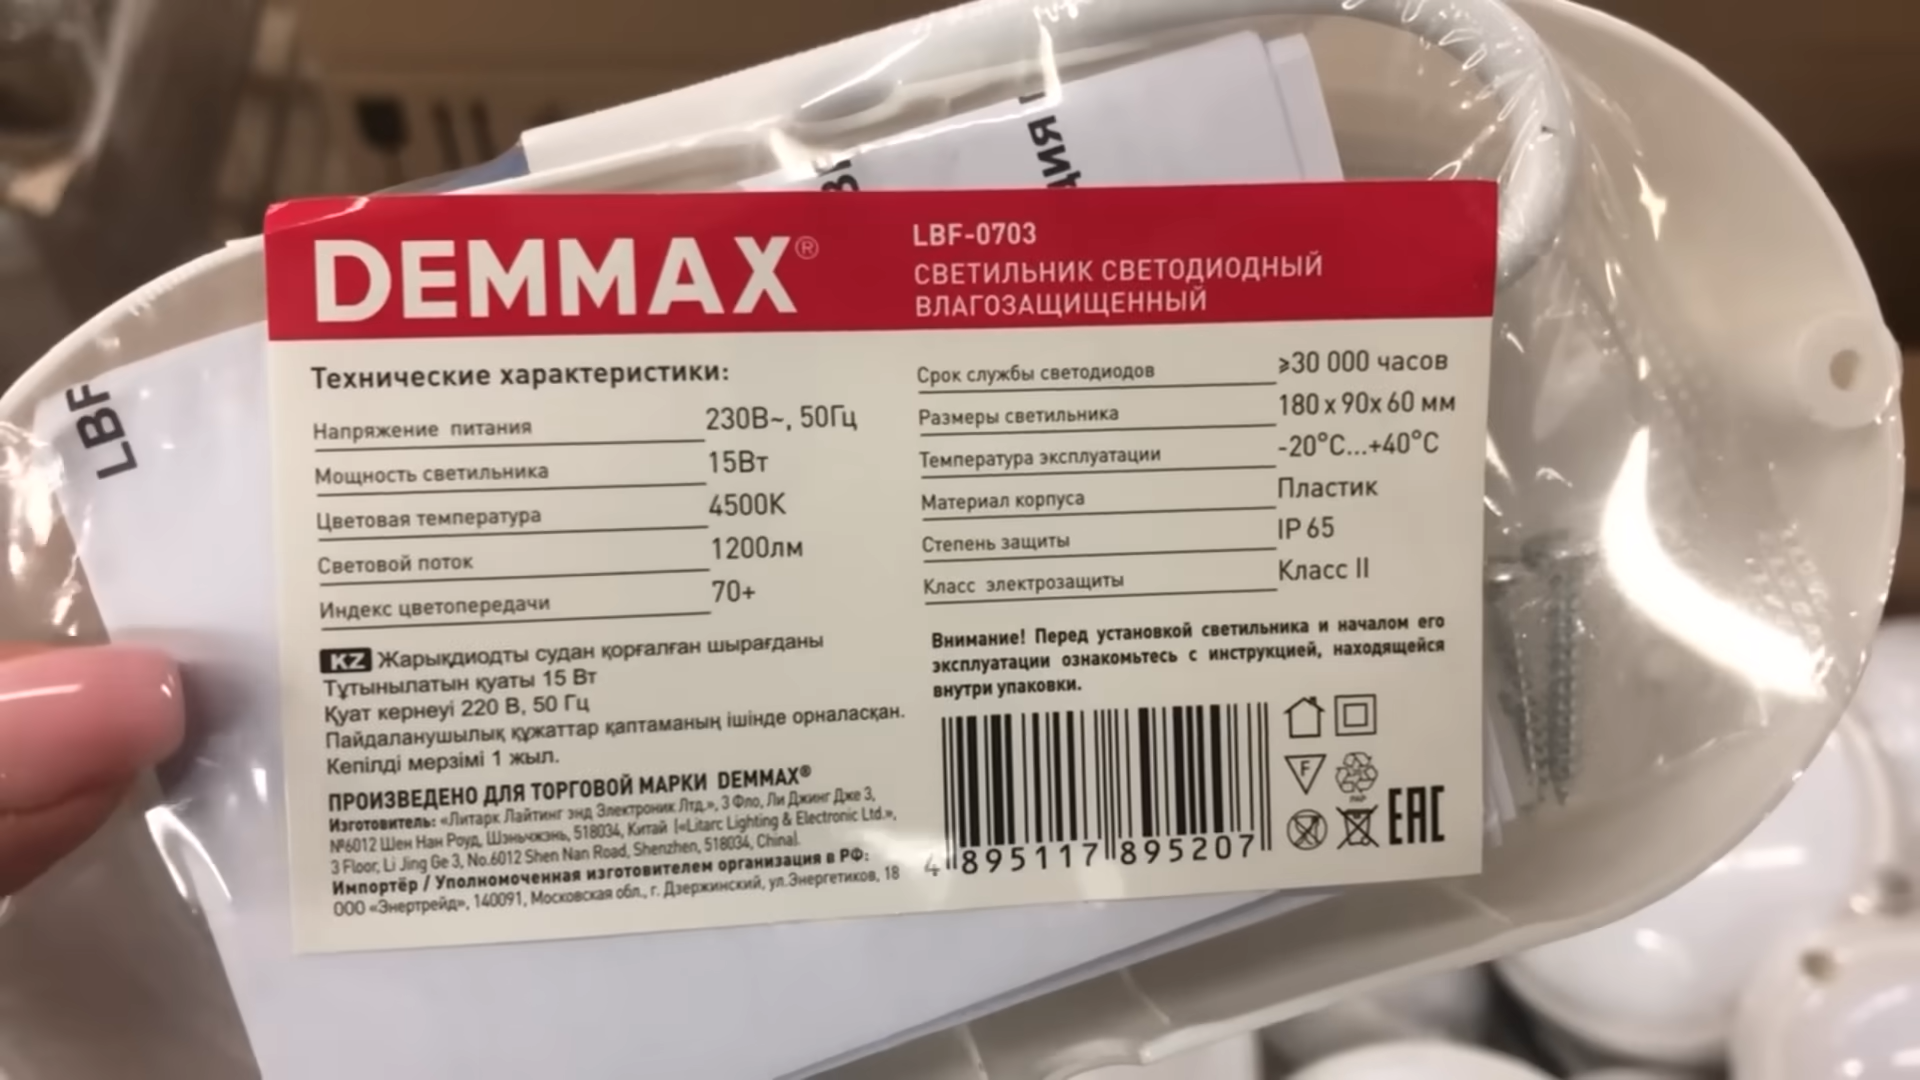 LBF
DEMMAX®
LBF-0703
СВЕТИЛЬНИК СВЕТОДИОДНЫЙ
ВЛАГОЗАЩИЩЕННЫЙ
Технические характеристики:
Напряжение питания 230В~, 50Гц
Мощность светильника 15Вт
Цветовая температура 4500К
Световой поток 1200лм
Индекс цветопередачи 70+
KZ Жарықдиодты судан қорғалған шырағданы
Тұтынылатын қуаты 15 Вт
Қуат кернеуі 220 В, 50 Гц
Пайдаланушылық құжаттар қаптаманың ішінде орналасқан.
Кепілді мерзімі 1 жыл.
ПРОИЗВЕДЕНО ДЛЯ ТОРГОВОЙ МАРКИ DEMMAX®
Изготовитель: «Литарк Лайтинг энд Электроник Лтд.», 3 Фло, Ли Джинг Дже 3,
№6012 Шен Нан Роуд, Шэньчжэнь, 518034, Китай («Litarc Lighting & Electronic Ltd.»,
3 Floor, Li Jing Ge 3, No.6012 Shen Nan Road, Shenzhen, 518034, China).
Импортёр / Уполномоченная изготовителем организация в РФ:
ООО «Энертрейд», 140091, Московская обл., г. Дзержинский, ул.Энергетиков, 18
Срок службы светодиодов ≥30 000 часов
Размеры светильника 180 x 90x 60 мм
Температура эксплуатации -20°С...+40°С
Материал корпуса Пластик
Степень защиты IP 65
Класс электрозащиты Класс II
Внимание! Перед установкой светильника и началом его
эксплуатации ознакомьтесь с инструкцией, находящейся
внутри упаковки.
4 895117 895207
F
PAP
EAC